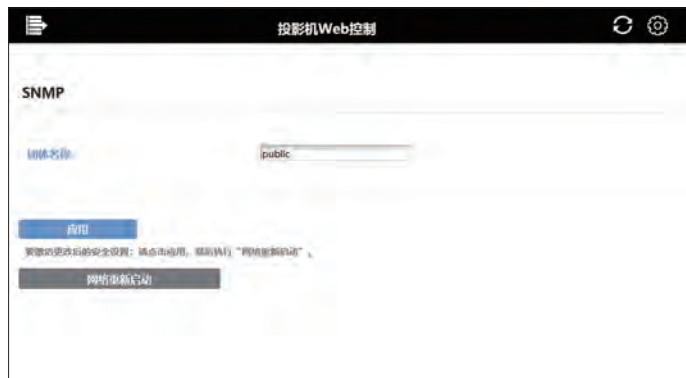 投影机Web控制
SNMP
团体名称
public
应用
要激活更改后的安全设置：请点击应用，然后执行“网络重新启动”。
网络重新启动